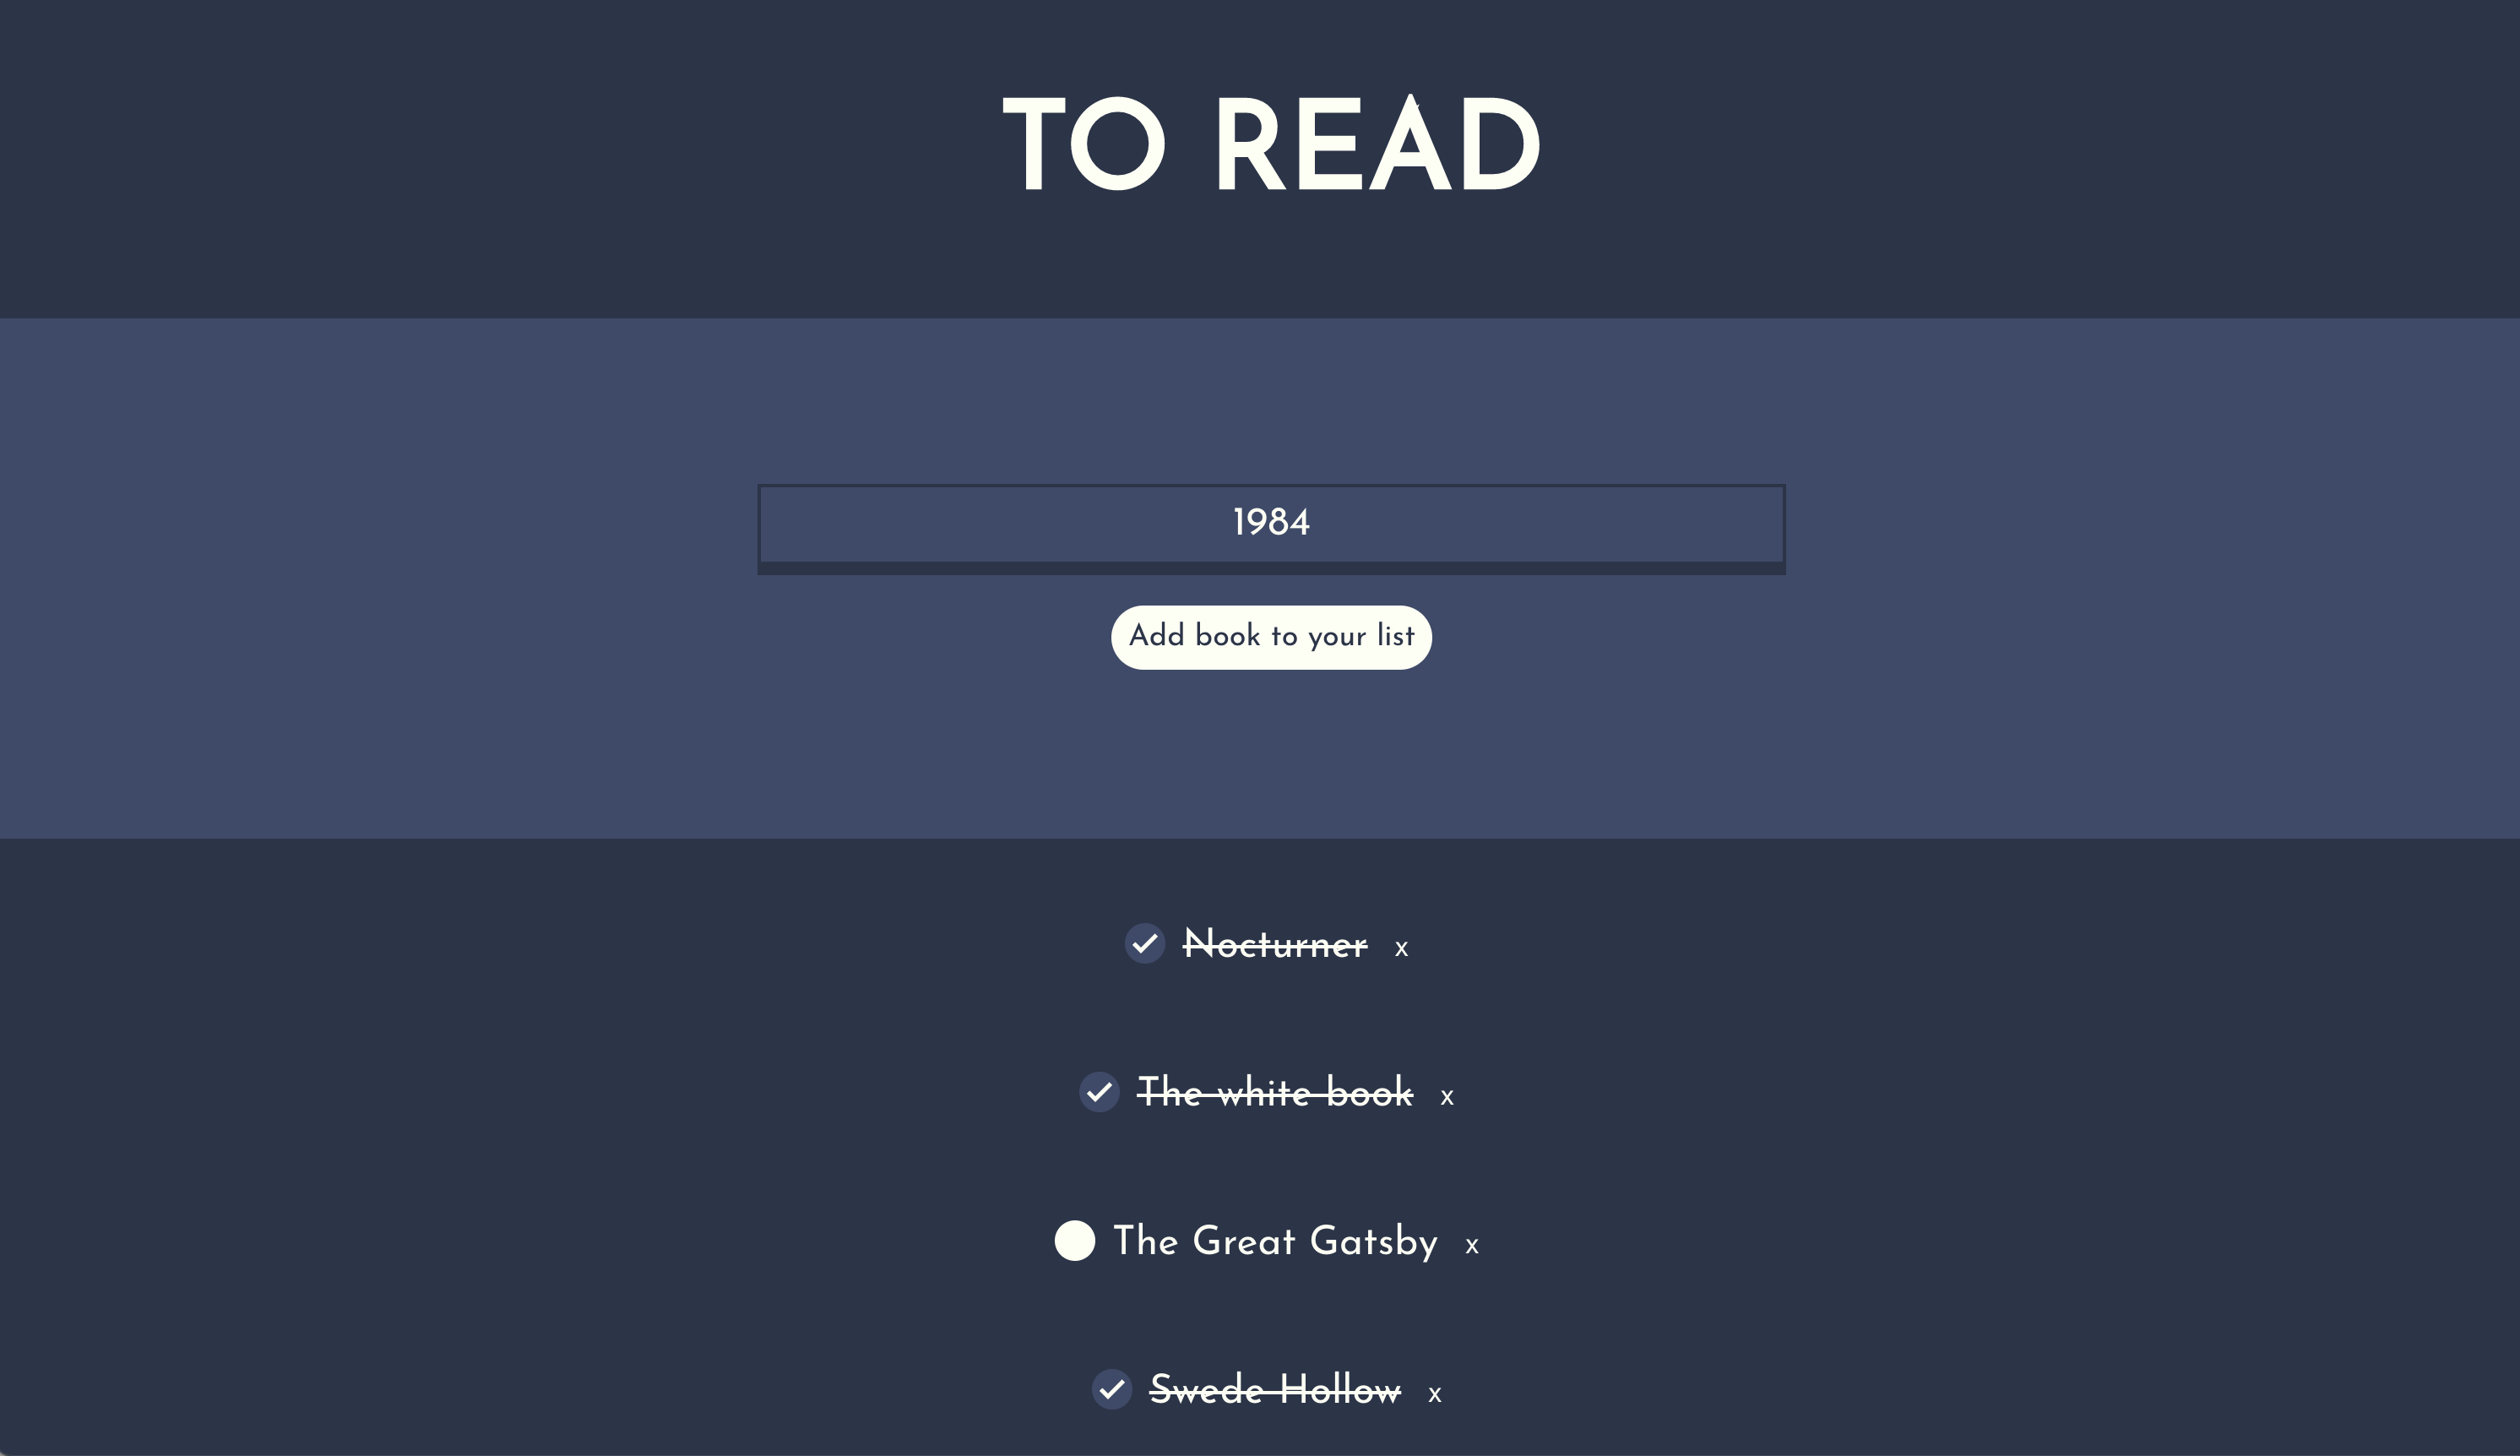 TO READ
1984
Add book to your list
Nocturner x
The white book x
The Great Gatsby x
Swede Hollow x